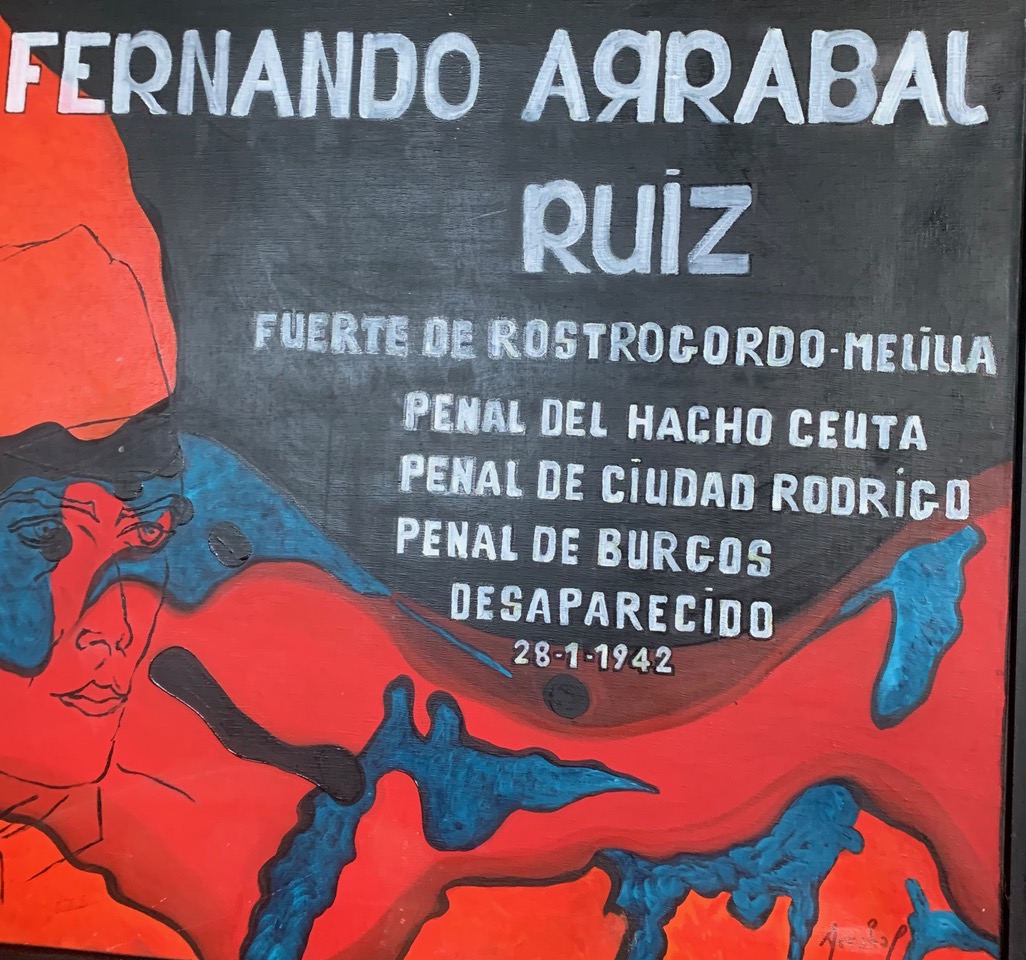 FERNANDO AЯRABAL
RUIZ
FUERTE DE ROSTROGORDO-MELILLA
PENAL DEL HACHO CEUTA
PENAL DE CIUDAD RODRIGO
PENAL DE BURGOS
DESAPARECIDO
28-1-1942